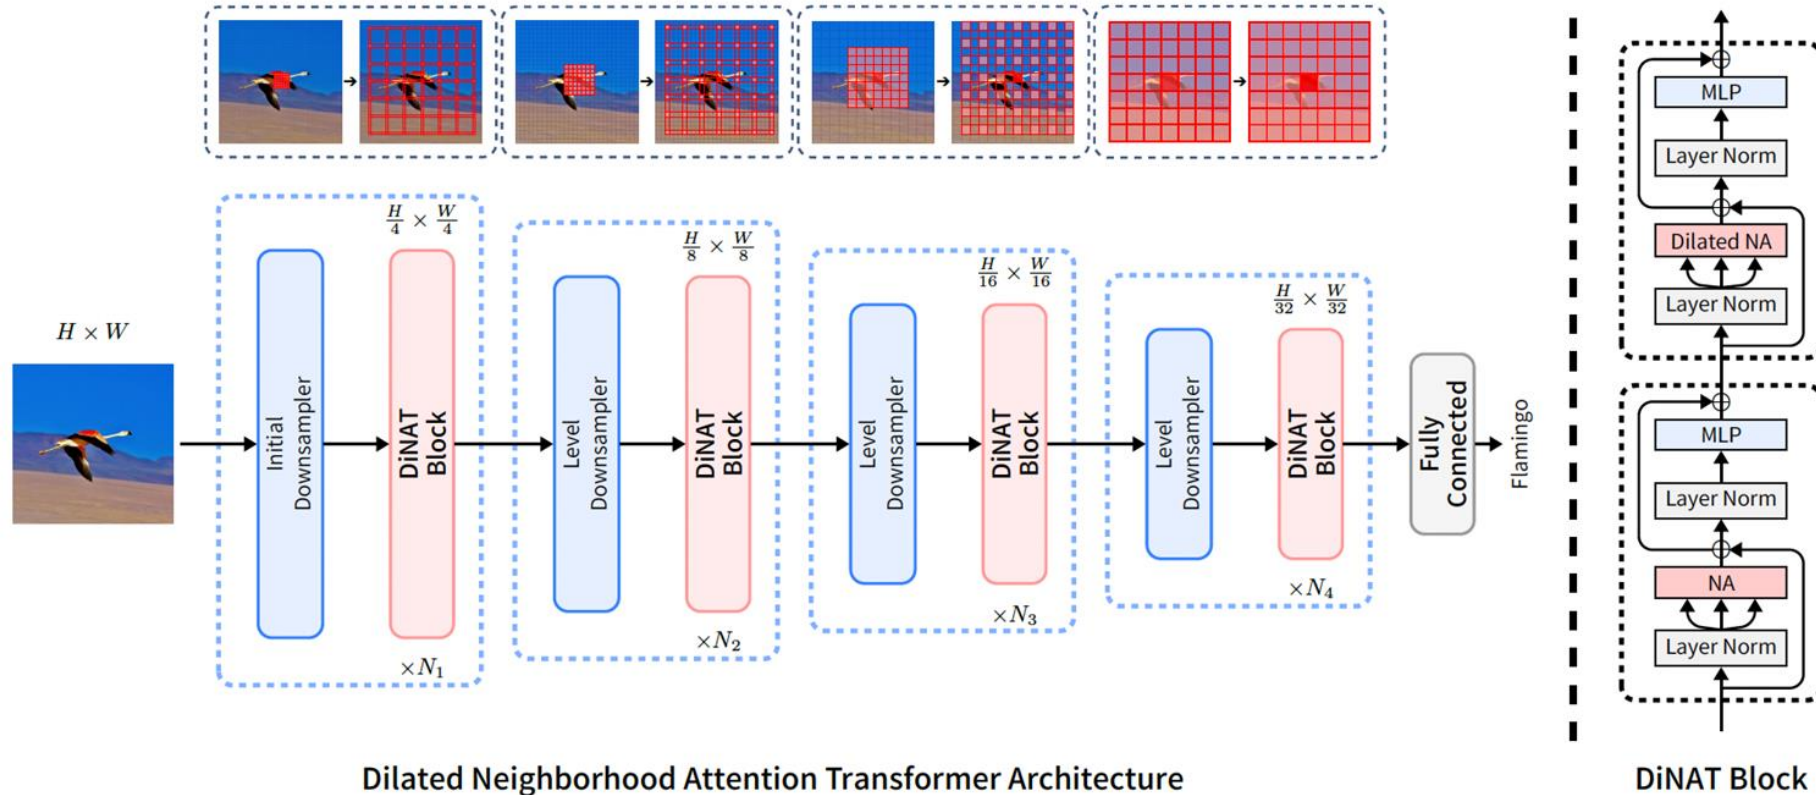 H × W
Initial
Downsampler
H/4 × W/4
DiNAT
Block
×N₁
Level
Downsampler
H/8 × W/8
DiNAT
Block
×N₂
Level
Downsampler
H/16 × W/16
DiNAT
Block
×N₃
Level
Downsampler
H/32 × W/32
DiNAT
Block
×N₄
Fully
Connected
Flamingo
Dilated Neighborhood Attention Transformer Architecture
MLP
Layer Norm
Dilated NA
Layer Norm
MLP
Layer Norm
NA
Layer Norm
DiNAT Block